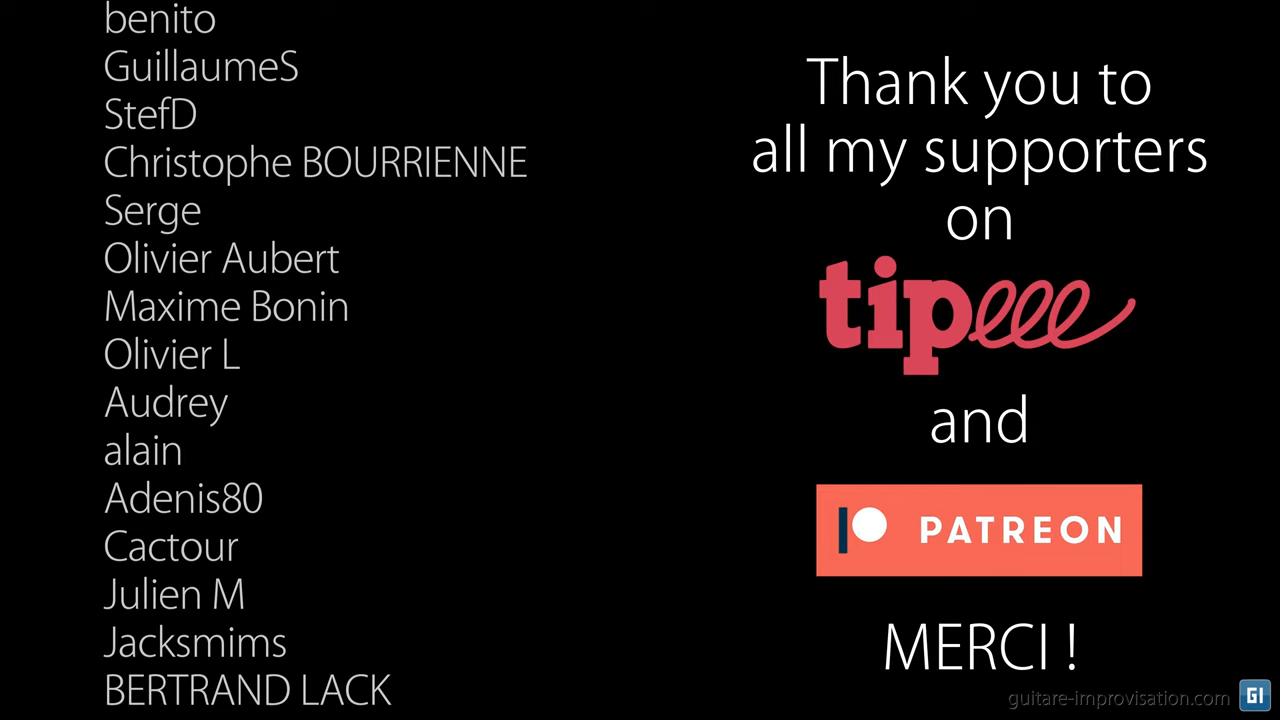 benito
GuillaumeS
StefD
Christophe BOURRIENNE
Serge
Olivier Aubert
Maxime Bonin
Olivier L
Audrey
alain
Adenis80
Cactour
Julien M
Jacksmims
BERTRAND LACK
Thank you to
all my supporters
on
tipeee
and
PATREON
MERCI !
guitare-improvisation.com GI